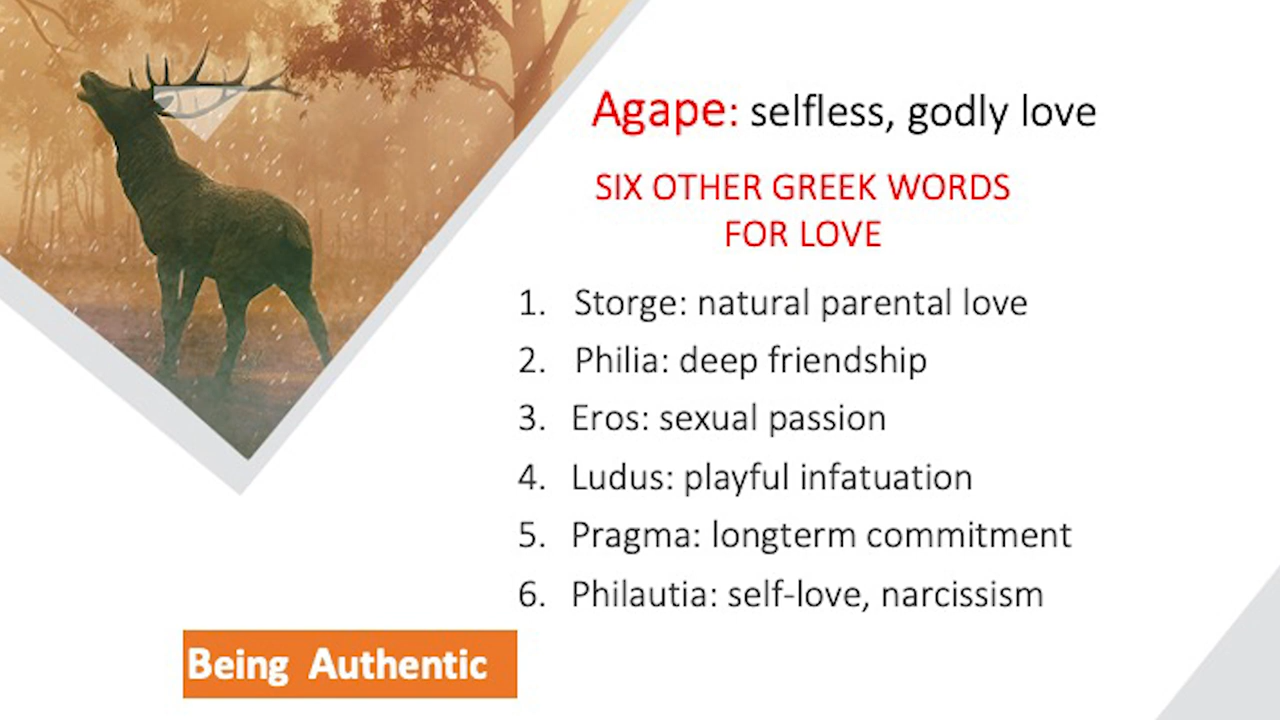 Agape: selfless, godly love
SIX OTHER GREEK WORDS
FOR LOVE
1. Storge: natural parental love
2. Philia: deep friendship
3. Eros: sexual passion
4. Ludus: playful infatuation
5. Pragma: longterm commitment
6. Philautia: self-love, narcissism
Being Authentic